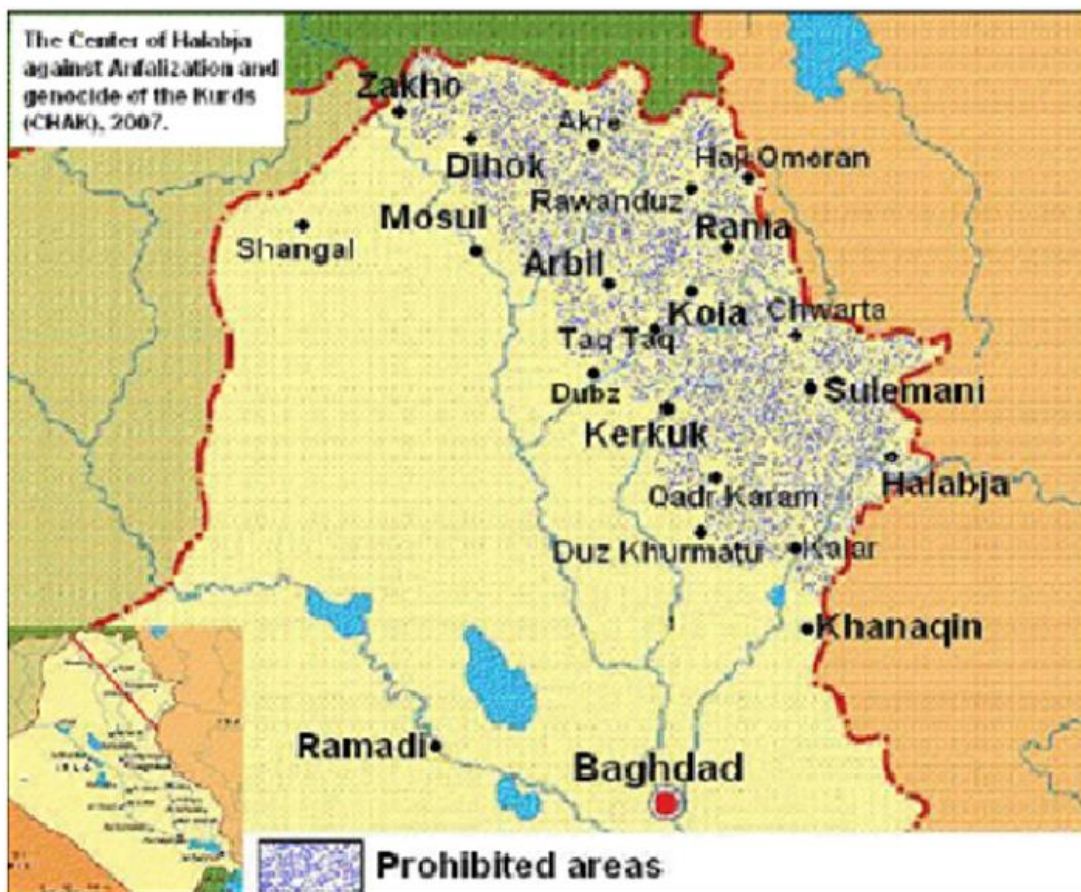 The Center of Halabja
against Anfalization and
genocide of the Kurds
(CHAK), 2007.
Zakho
Akre
Dihok
Haji Omeran
Rawanduz
Mosul
Rania
Shangal
Arbil
Koia
Chwarta
Taq Taq
Dubz
Sulemani
Kerkuk
Halabja
Qadr Karam
Duz Khurmatu
Kalar
Khanaqin
Ramadi
Baghdad
Prohibited areas